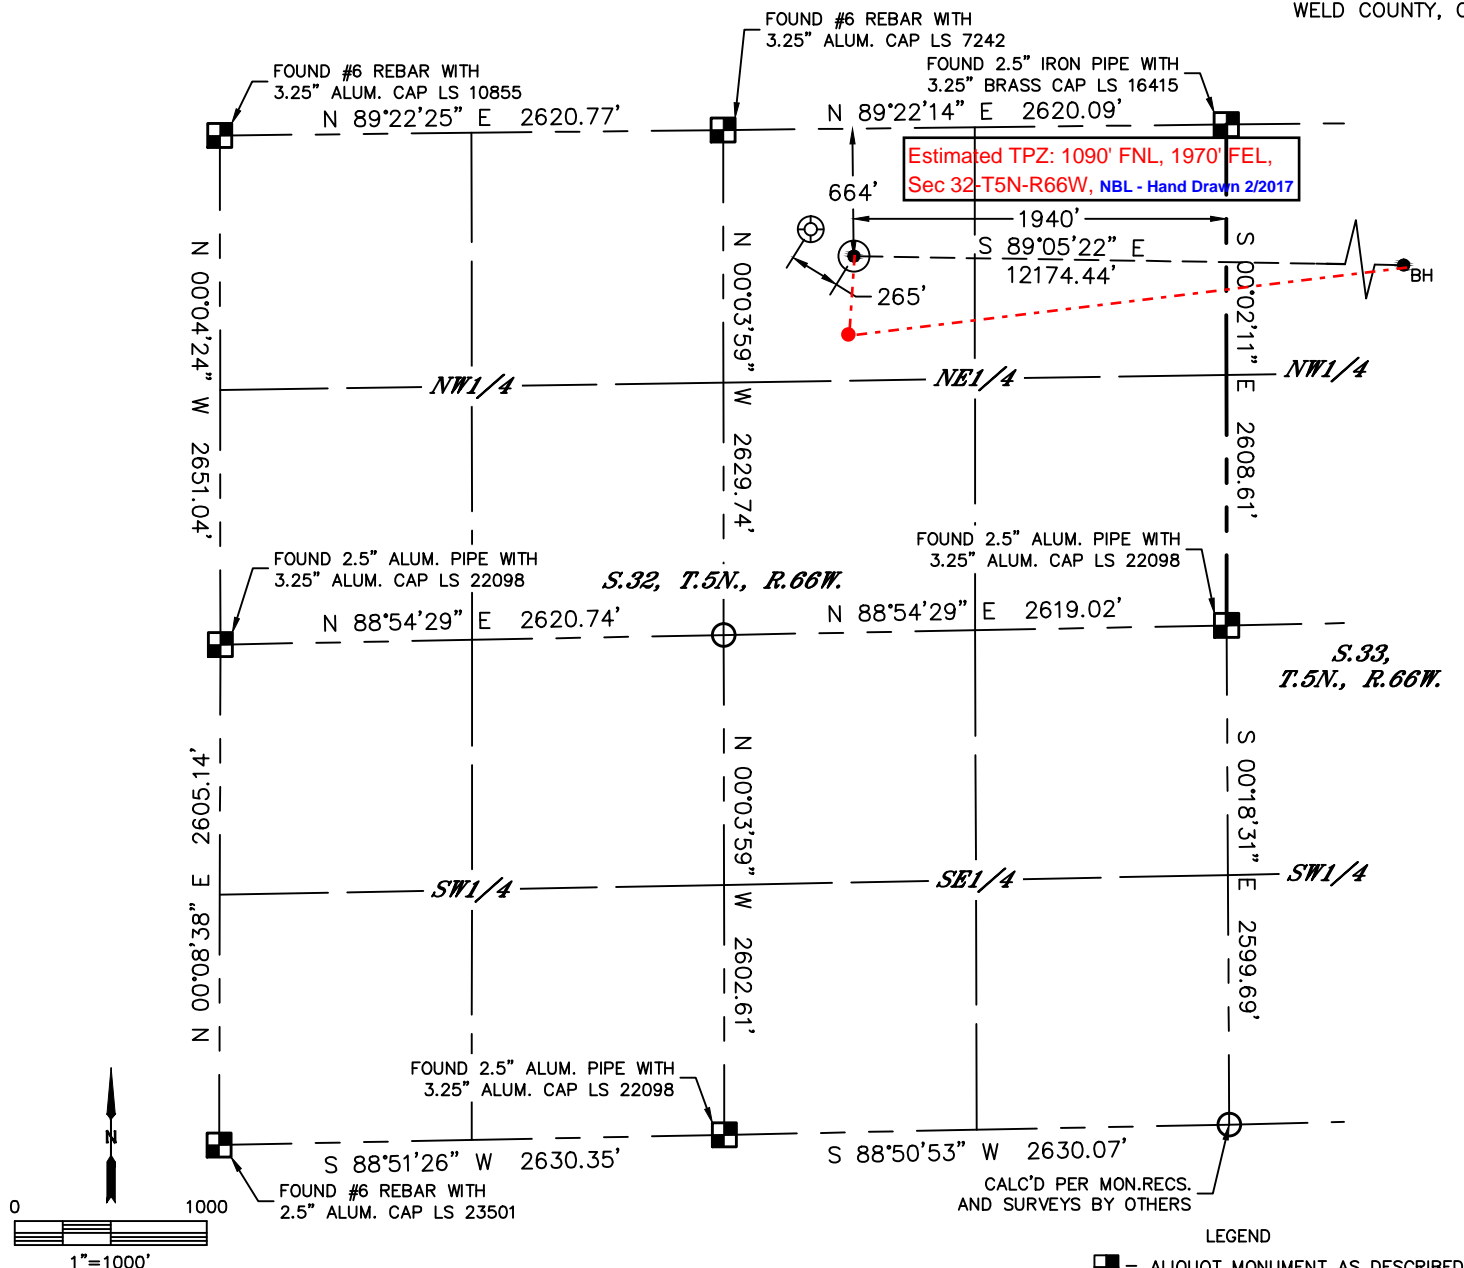 WELD COUNTY, C
FOUND #6 REBAR WITH
3.25" ALUM. CAP LS 7242
FOUND #6 REBAR WITH
3.25" ALUM. CAP LS 10855
FOUND 2.5" IRON PIPE WITH
3.25" BRASS CAP LS 16415
N 89°22'25" E 2620.77'
N 89°22'14" E 2620.09'
Estimated TPZ: 1090' FNL, 1970' FEL,
Sec 32-T5N-R66W, NBL - Hand Drawn 2/2017
664'
1940'
S 89°05'22" E
12174.44'
265'
BH
N 00°04'24" W 2651.04'
N 00°03'59" W 2629.74'
S 00°02'11" E 2608.61'
NW1/4
NE1/4
NW1/4
FOUND 2.5" ALUM. PIPE WITH
3.25" ALUM. CAP LS 22098
FOUND 2.5" ALUM. PIPE WITH
3.25" ALUM. CAP LS 22098
S.32, T.5N., R.66W.
N 88°54'29" E 2620.74'
N 88°54'29" E 2619.02'
S.33,
T.5N., R.66W.
N 00°08'38" E 2605.14'
N 00°03'59" W 2602.61'
S 00°18'31" E 2599.69'
SW1/4
SE1/4
SW1/4
FOUND 2.5" ALUM. PIPE WITH
3.25" ALUM. CAP LS 22098
N
S 88°51'26" W 2630.35'
S 88°50'53" W 2630.07'
FOUND #6 REBAR WITH
2.5" ALUM. CAP LS 23501
CALC'D PER MON.RECS.
AND SURVEYS BY OTHERS
0 1000
1"=1000'
LEGEND
= ALIQUOT MONUMENT AS DESCRIBED